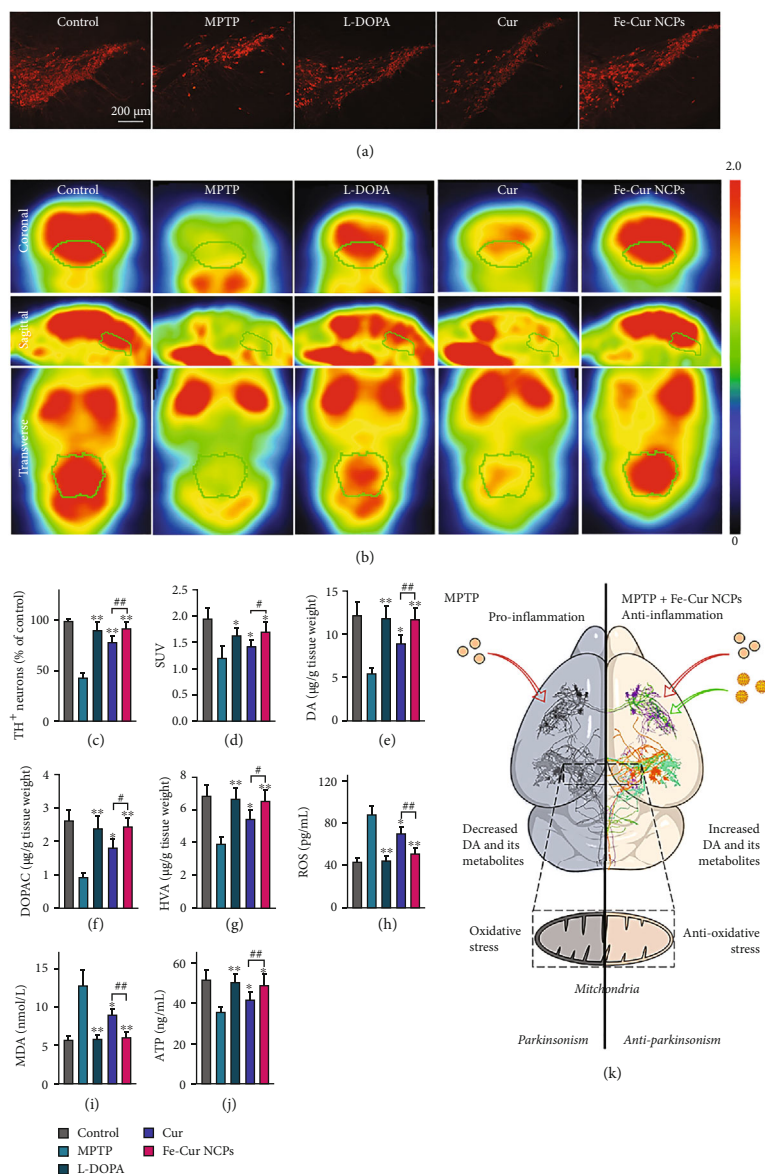 Control MPTP L-DOPA Cur Fe-Cur NCPs
200 μm
(a)
2.0
Control MPTP L-DOPA Cur Fe-Cur NCPs
Coronal
Sagittal
Transverse
0
(b)
TH+ neurons (% of control)
100
50
0
** ** ## **
(c)
SUV
2.5
2.0
1.5
1.0
0.5
0.0
* * # *
(d)
DA (μg/g tissue weight)
15
10
5
0
** * ## **
(e)
DOPAC (μg/g tissue weight)
4
3
2
1
0
** * # **
(f)
HVA (μg/g tissue weight)
9
6
3
0
** * # **
(g)
ROS (pg/mL)
120
80
40
0
** * ## **
(h)
MDA (nmol/L)
15
10
5
0
** * ## **
(i)
ATP (ng/mL)
60
40
20
0
** * ## *
(j)
Control
MPTP
L-DOPA
Cur
Fe-Cur NCPs
MPTP
Pro-inflammation
MPTP + Fe-Cur NCPs
Anti-inflammation
Decreased
DA and its
metabolites
Increased
DA and its
metabolites
Oxidative
stress
Anti-oxidative
stress
Mitchondria
Parkinsonism
Anti-parkinsonism
(k)